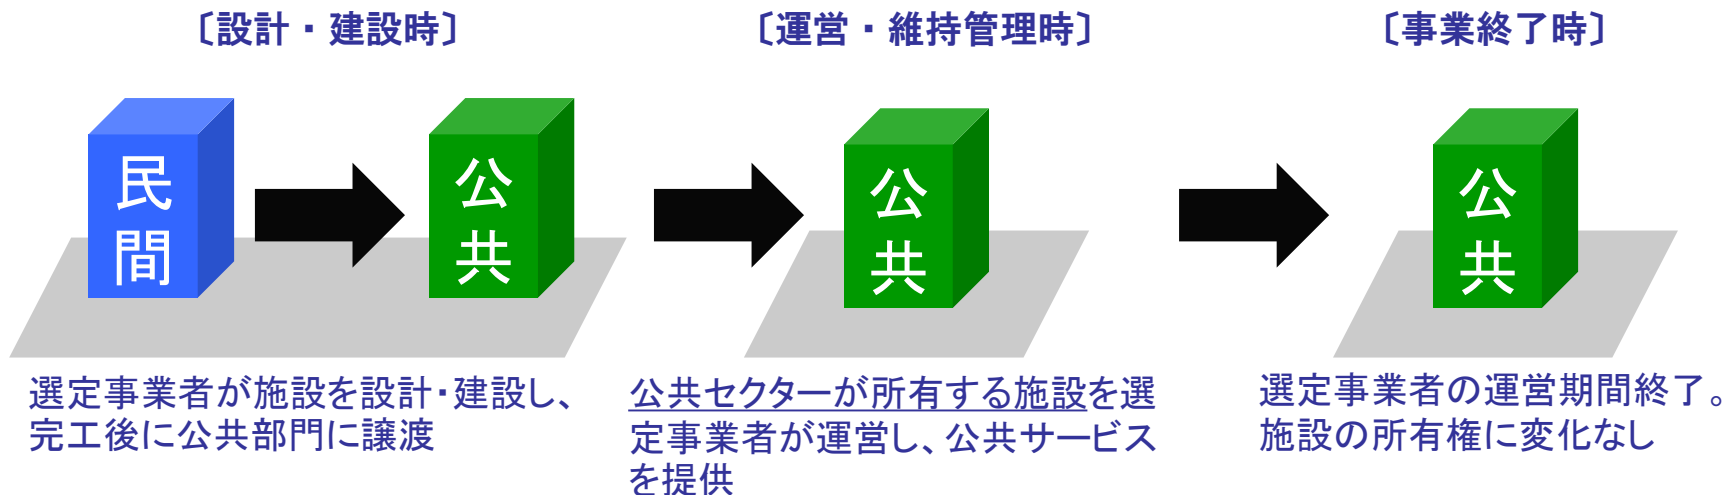 〔設計・建設時〕
民間
公共
選定事業者が施設を設計・建設し、
完工後に公共部門に譲渡
〔運営・維持管理時〕
公共
公共セクターが所有する施設を選
定事業者が運営し、公共サービス
を提供
〔事業終了時〕
公共
選定事業者の運営期間終了。
施設の所有権に変化なし